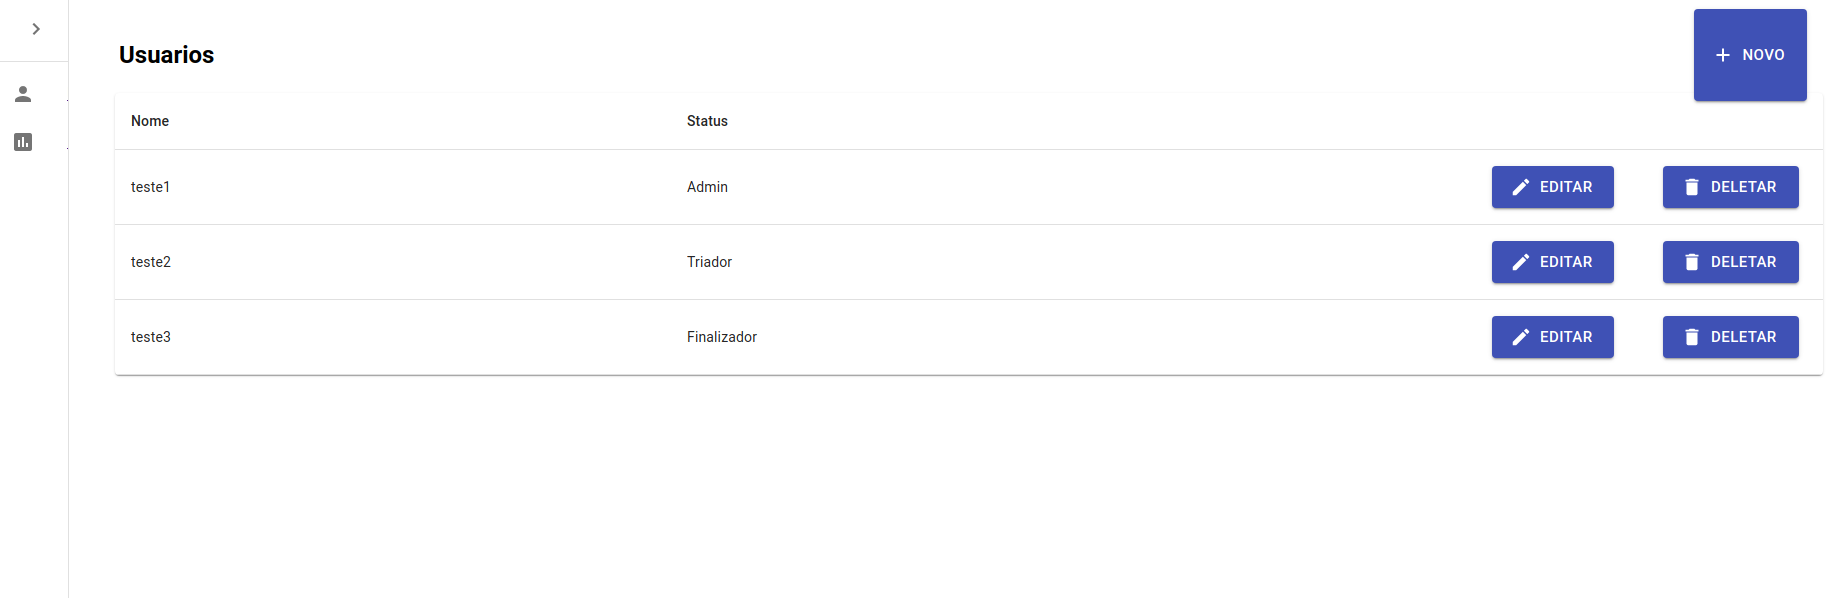 Usuarios
NOVO
Nome Status
teste1 Admin EDITAR DELETAR
teste2 Triador EDITAR DELETAR
teste3 Finalizador EDITAR DELETAR